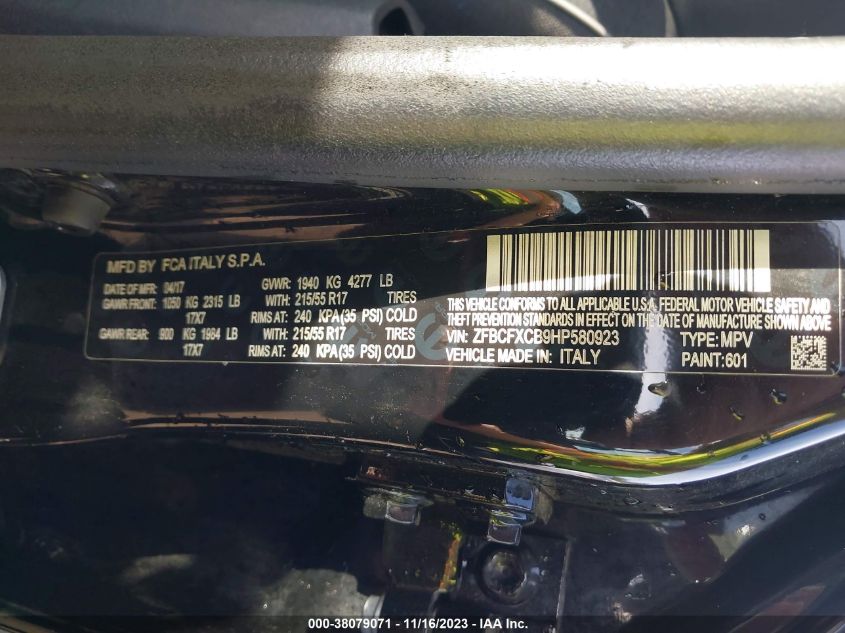 MFD BY FCA ITALY S.P.A.
DATE OF MFR 04/17 GVWR: 1940 KG 4277 LB
GAWR FRONT: 1050 KG 2315 LB WITH: 215/55 R17 TIRES
17X7 RIMS AT: 240 KPA(35 PSI) COLD
GAWR REAR: 900 KG 1984 LB WITH: 215/55 R17 TIRES
17X7 RIMS AT: 240 KPA(35 PSI) COLD
THIS VEHICLE CONFORMS TO ALL APPLICABLE U.S.A. FEDERAL MOTOR VEHICLE SAFETY AND
THEFT PREVENTION STANDARDS IN EFFECT ON THE DATE OF MANUFACTURE SHOWN ABOVE
VIN: ZFBCFXCB9HP580923 TYPE: MPV
VEHICLE MADE IN: ITALY PAINT:601
000-38079071 - 11/16/2023 - IAA Inc.